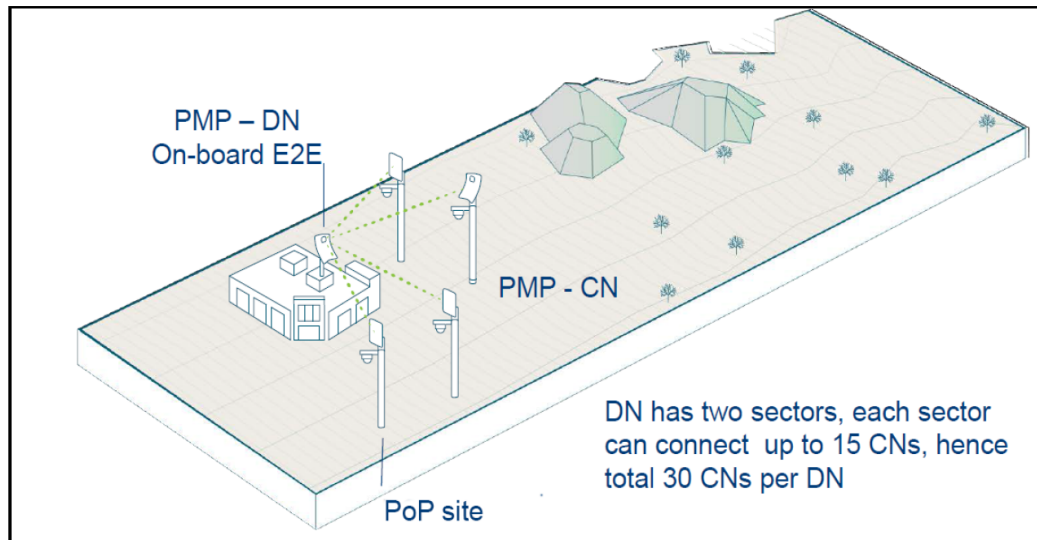 PMP – DN
On-board E2E
PMP - CN
DN has two sectors, each sector
can connect up to 15 CNs, hence
total 30 CNs per DN
PoP site